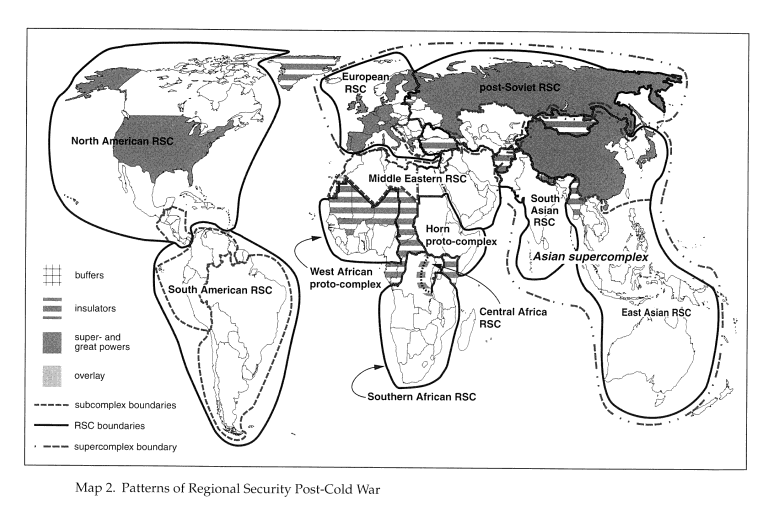 European
RSC
post-Soviet RSC
North American RSC
Middle Eastern RSC
South
Asian
RSC
Horn
proto-complex
Asian supercomplex
West African
proto-complex
South American RSC
Central Africa
RSC
East Asian RSC
Southern African RSC
buffers
insulators
super- and
great powers
overlay
subcomplex boundaries
RSC boundaries
supercomplex boundary
Map 2. Patterns of Regional Security Post-Cold War